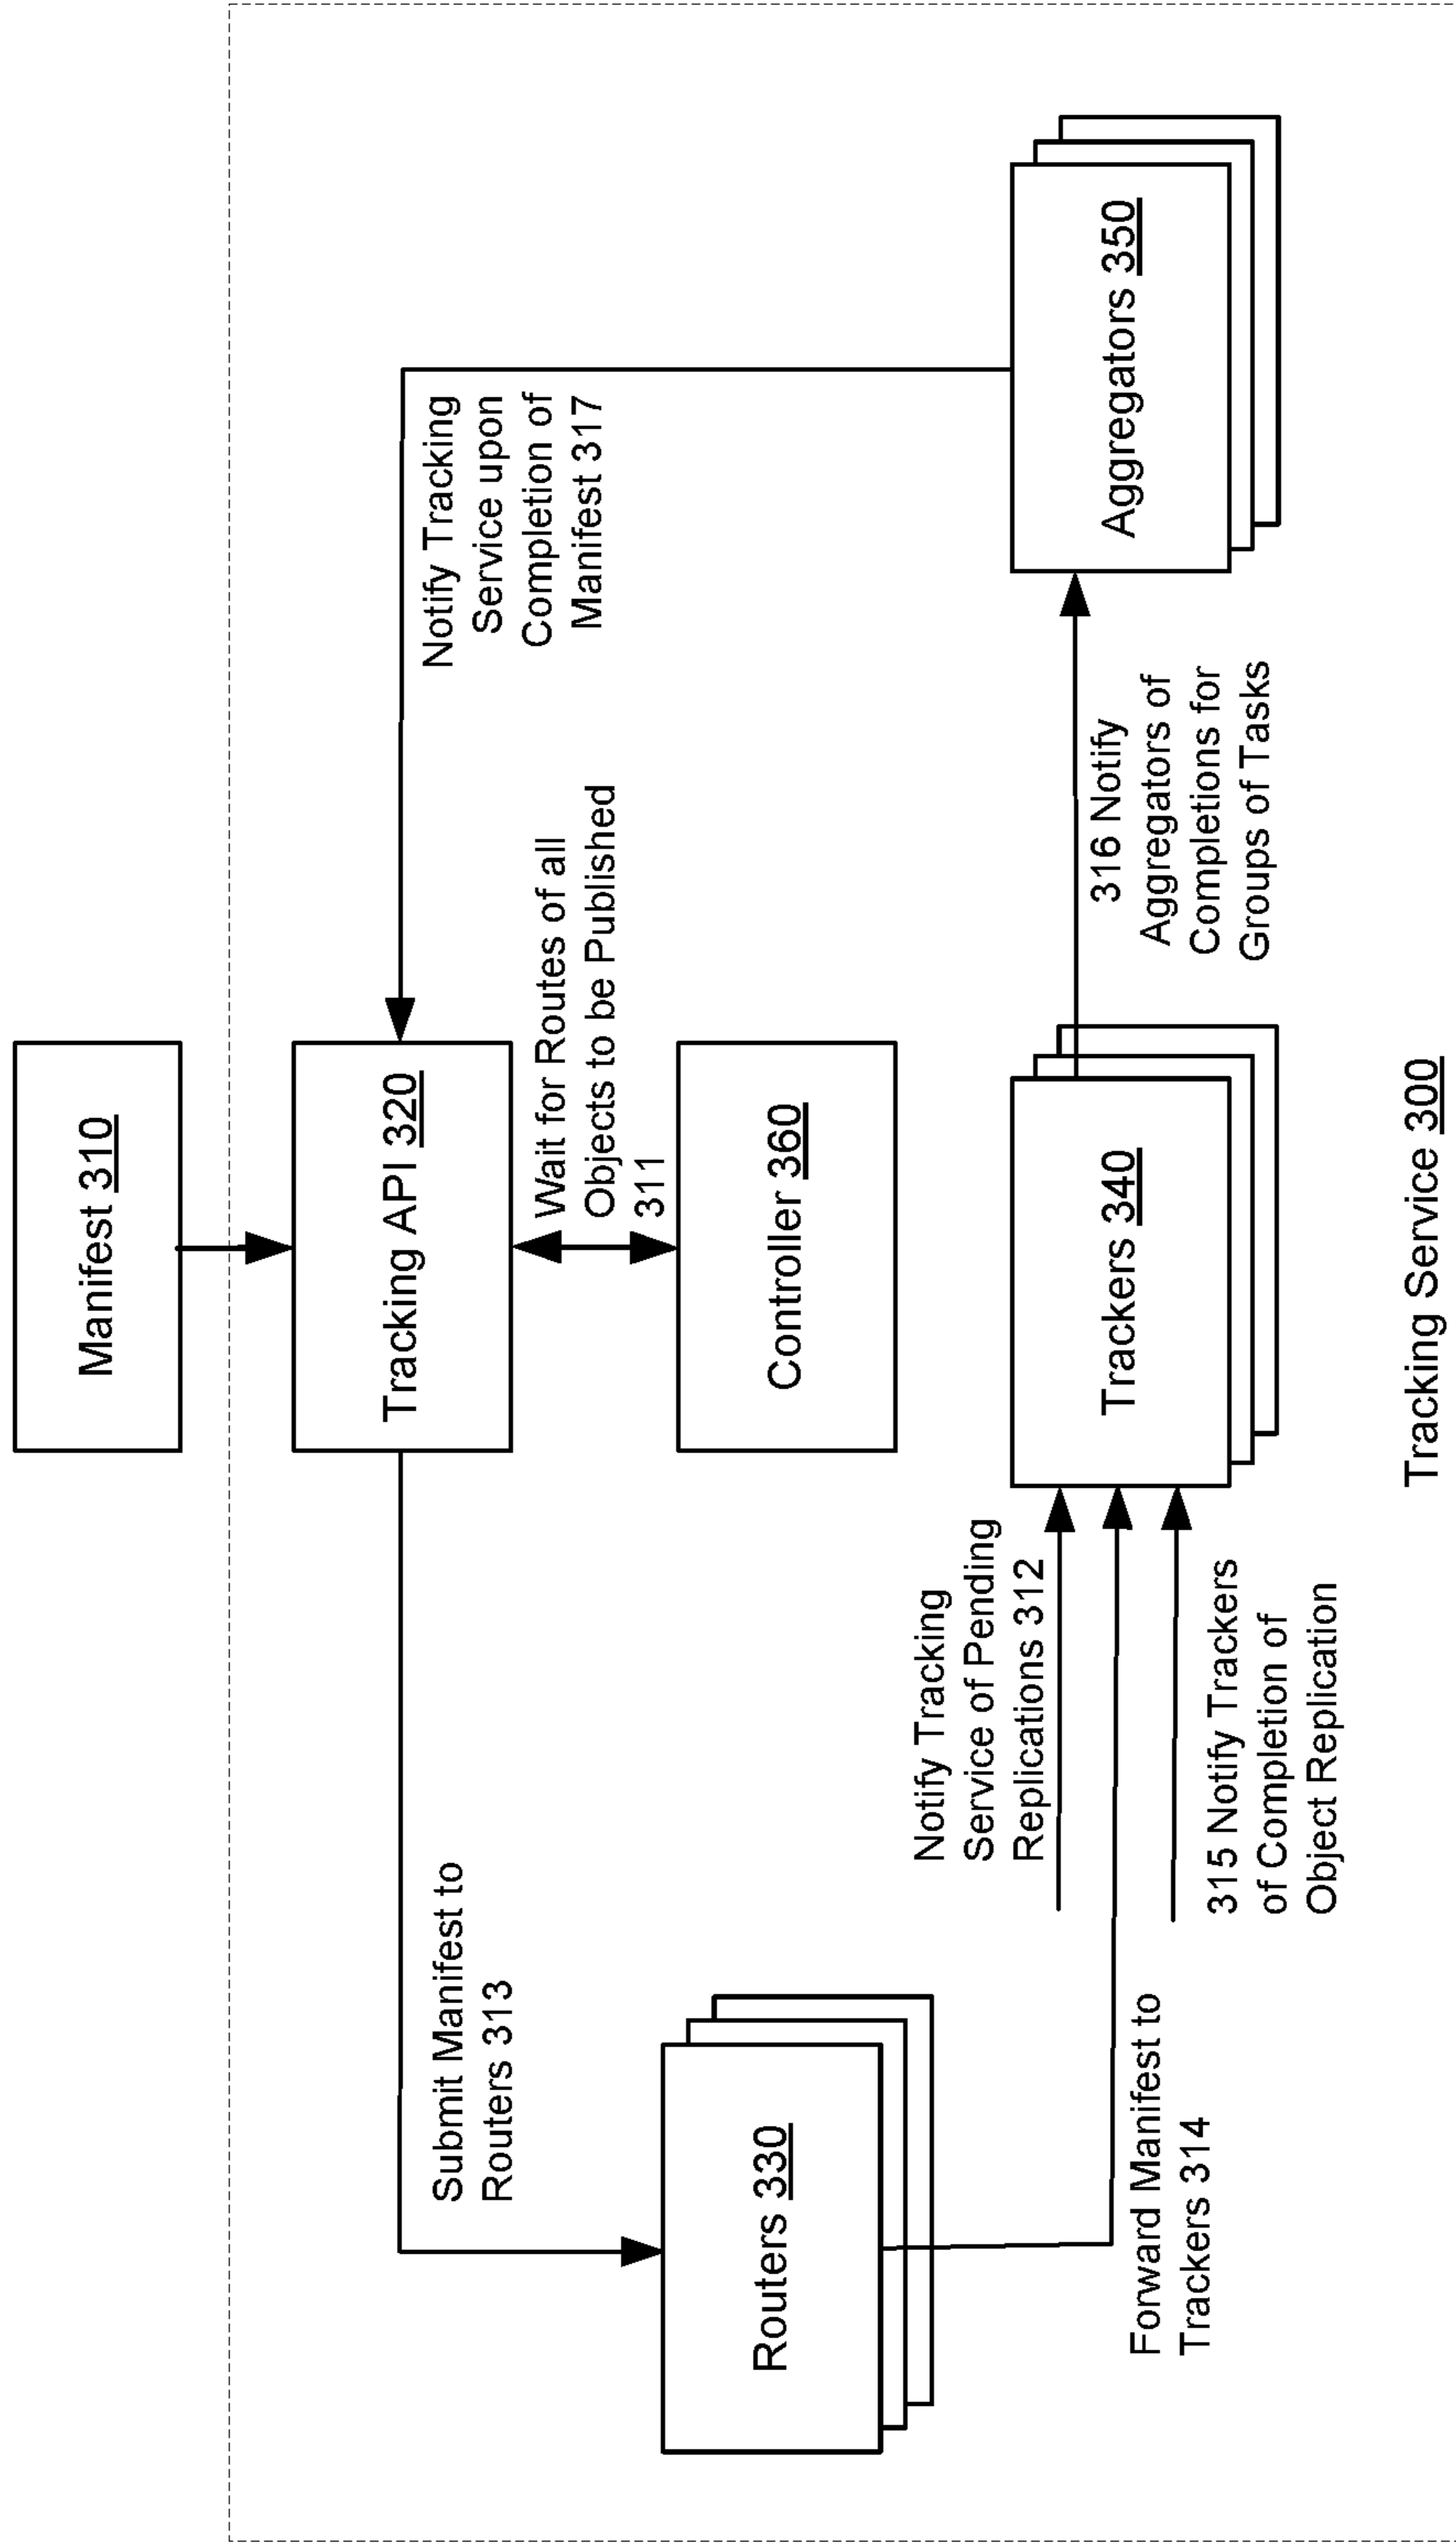 Manifest 310
Tracking API 320
Notify Tracking
Service upon
Completion of
Manifest 317
Submit Manifest to
Routers 313
Wait for Routes of all
Objects to be Published
311
Controller 360
Routers 330
Notify Tracking
Service of Pending
Replications 312
Trackers 340
316 Notify
Aggregators of
Completions for
Groups of Tasks
Aggregators 350
Forward Manifest to
Trackers 314
315 Notify Trackers
of Completion of
Object Replication
Tracking Service 300